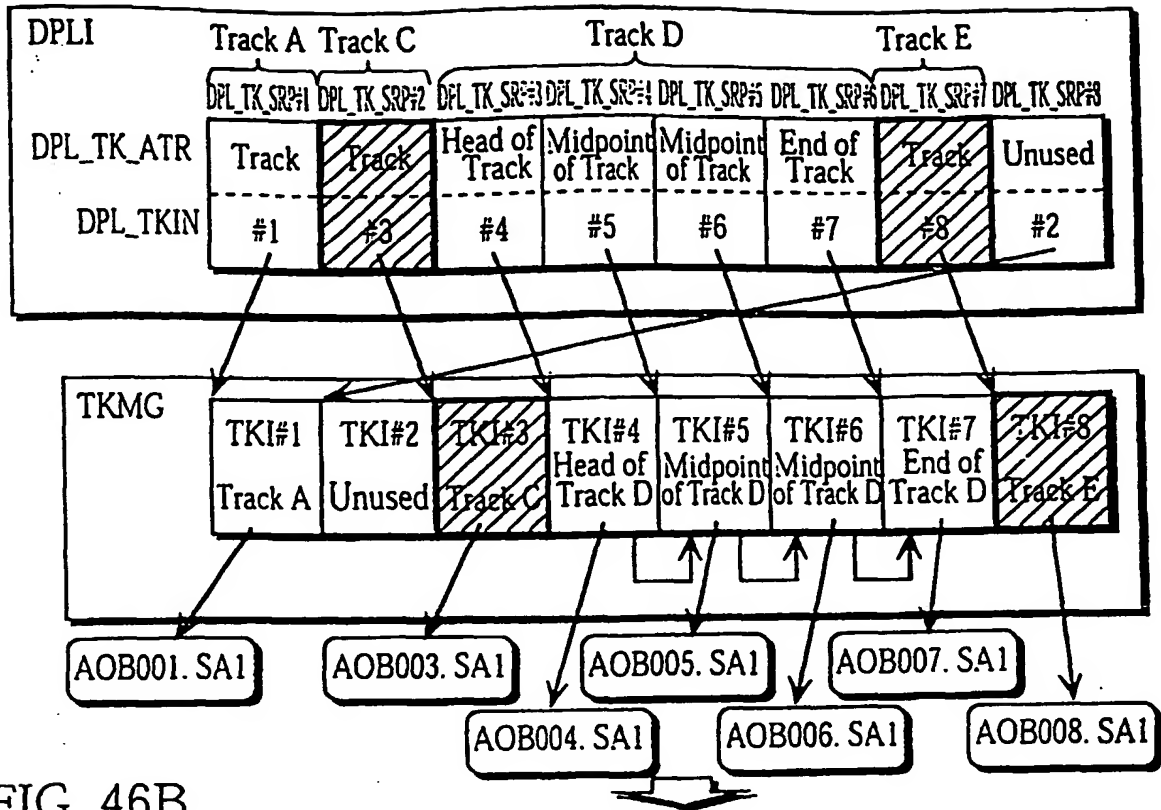 DPLI
Track A Track C Track D Track E
DPL_TK_SRP#1 DPL_TK_SRP#2 DPL_TK_SRP#3 DPL_TK_SRP#4 DPL_TK_SRP#5 DPL_TK_SRP#6 DPL_TK_SRP#7 DPL_TK_SRP#8
DPL_TK_ATR
Track
Track
Head of
Track
Midpoint
of Track
Midpoint
of Track
End of
Track
Track
Unused
DPL_TKIN
#1 #3 #4 #5 #6 #7 #8 #2
TKMG
TKI#1
Track A
TKI#2
Unused
TKI#3
Track C
TKI#4
Head of
Track D
TKI#5
Midpoint
of Track D
TKI#6
Midpoint
of Track D
TKI#7
End of
Track D
TKI#8
Track E
AOB001. SA1
AOB003. SA1
AOB005. SA1
AOB007. SA1
AOB004. SA1
AOB006. SA1
AOB008. SA1
FIG. 46B